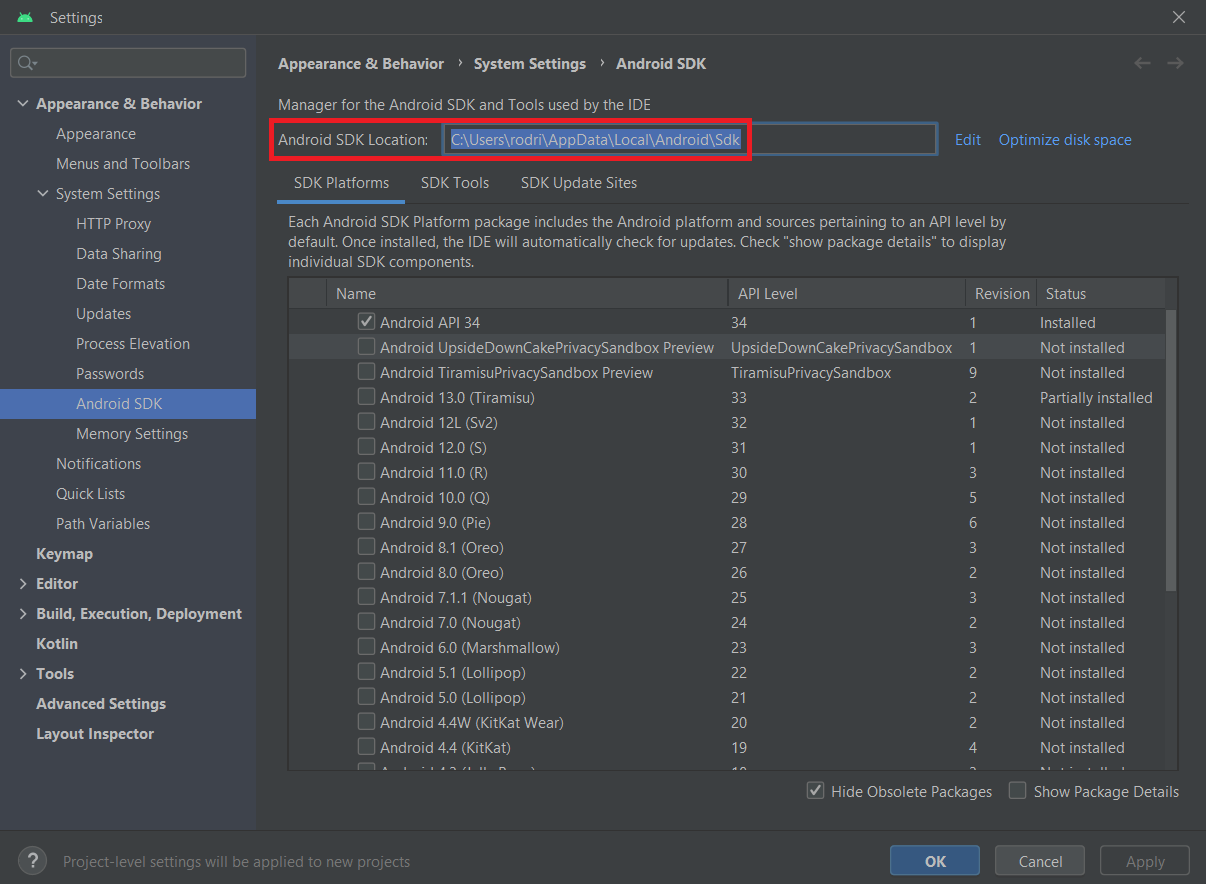 Settings
Appearance & Behavior
Appearance
Menus and Toolbars
System Settings
HTTP Proxy
Data Sharing
Date Formats
Updates
Process Elevation
Passwords
Android SDK
Memory Settings
Notifications
Quick Lists
Path Variables
Keymap
Editor
Build, Execution, Deployment
Kotlin
Tools
Advanced Settings
Layout Inspector
Appearance & Behavior › System Settings › Android SDK
Manager for the Android SDK and Tools used by the IDE
Android SDK Location: C:\Users\rodri\AppData\Local\Android\Sdk Edit Optimize disk space
SDK Platforms SDK Tools SDK Update Sites
Each Android SDK Platform package includes the Android platform and sources pertaining to an API level by
default. Once installed, the IDE will automatically check for updates. Check "show package details" to display
individual SDK components.
Name API Level Revision Status
Android API 34 34 1 Installed
Android UpsideDownCakePrivacySandbox Preview UpsideDownCakePrivacySandbox 1 Not installed
Android TiramisuPrivacySandbox Preview TiramisuPrivacySandbox 9 Not installed
Android 13.0 (Tiramisu) 33 2 Partially installed
Android 12L (Sv2) 32 1 Not installed
Android 12.0 (S) 31 1 Not installed
Android 11.0 (R) 30 3 Not installed
Android 10.0 (Q) 29 5 Not installed
Android 9.0 (Pie) 28 6 Not installed
Android 8.1 (Oreo) 27 3 Not installed
Android 8.0 (Oreo) 26 2 Not installed
Android 7.1.1 (Nougat) 25 3 Not installed
Android 7.0 (Nougat) 24 2 Not installed
Android 6.0 (Marshmallow) 23 3 Not installed
Android 5.1 (Lollipop) 22 2 Not installed
Android 5.0 (Lollipop) 21 2 Not installed
Android 4.4W (KitKat Wear) 20 2 Not installed
Android 4.4 (KitKat) 19 4 Not installed
Hide Obsolete Packages Show Package Details
? Project-level settings will be applied to new projects
OK Cancel Apply